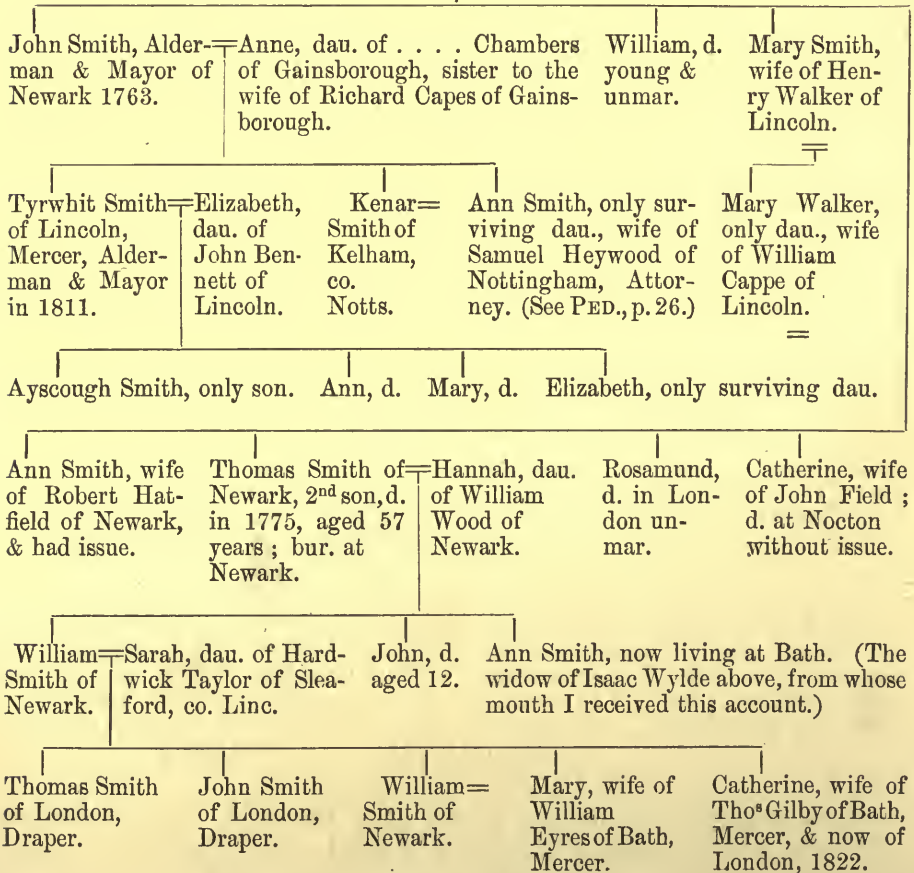 John Smith, Alder-
man & Mayor of
Newark 1763.
Anne, dau. of . . . . Chambers
of Gainsborough, sister to the
wife of Richard Capes of Gains-
borough.
William, d.
young &
unmar.
Mary Smith,
wife of Hen-
ry Walker of
Lincoln.
Tyrwhit Smith
of Lincoln,
Mercer, Alder-
man & Mayor
in 1811.
Elizabeth,
dau. of
John Ben-
nett of
Lincoln.
Kenar=
Smith of
Kelham,
co.
Notts.
Ann Smith, only sur-
viving dau., wife of
Samuel Heywood of
Nottingham, Attor-
ney. (See PED., p. 26.)
Mary Walker,
only dau., wife
of William
Cappe of
Lincoln.
=
Ayscough Smith, only son. Ann, d. Mary, d. Elizabeth, only surviving dau.
Ann Smith, wife
of Robert Hat-
field of Newark,
& had issue.
Thomas Smith of
Newark, 2nd son, d.
in 1775, aged 57
years ; bur. at
Newark.
Hannah, dau.
of William
Wood of
Newark.
Rosamund,
d. in Lon-
don un-
mar.
Catherine, wife
of John Field ;
d. at Nocton
without issue.
William
Smith of
Newark.
Sarah, dau. of Hard-
wick Taylor of Slea-
ford, co. Linc.
John, d.
aged 12.
Ann Smith, now living at Bath. (The
widow of Isaac Wylde above, from whose
mouth I received this account.)
Thomas Smith
of London,
Draper.
John Smith
of London,
Draper.
William=
Smith of
Newark.
Mary, wife of
William
Eyres of Bath,
Mercer.
Catherine, wife of
Thos Gilby of Bath,
Mercer, & now of
London, 1822.